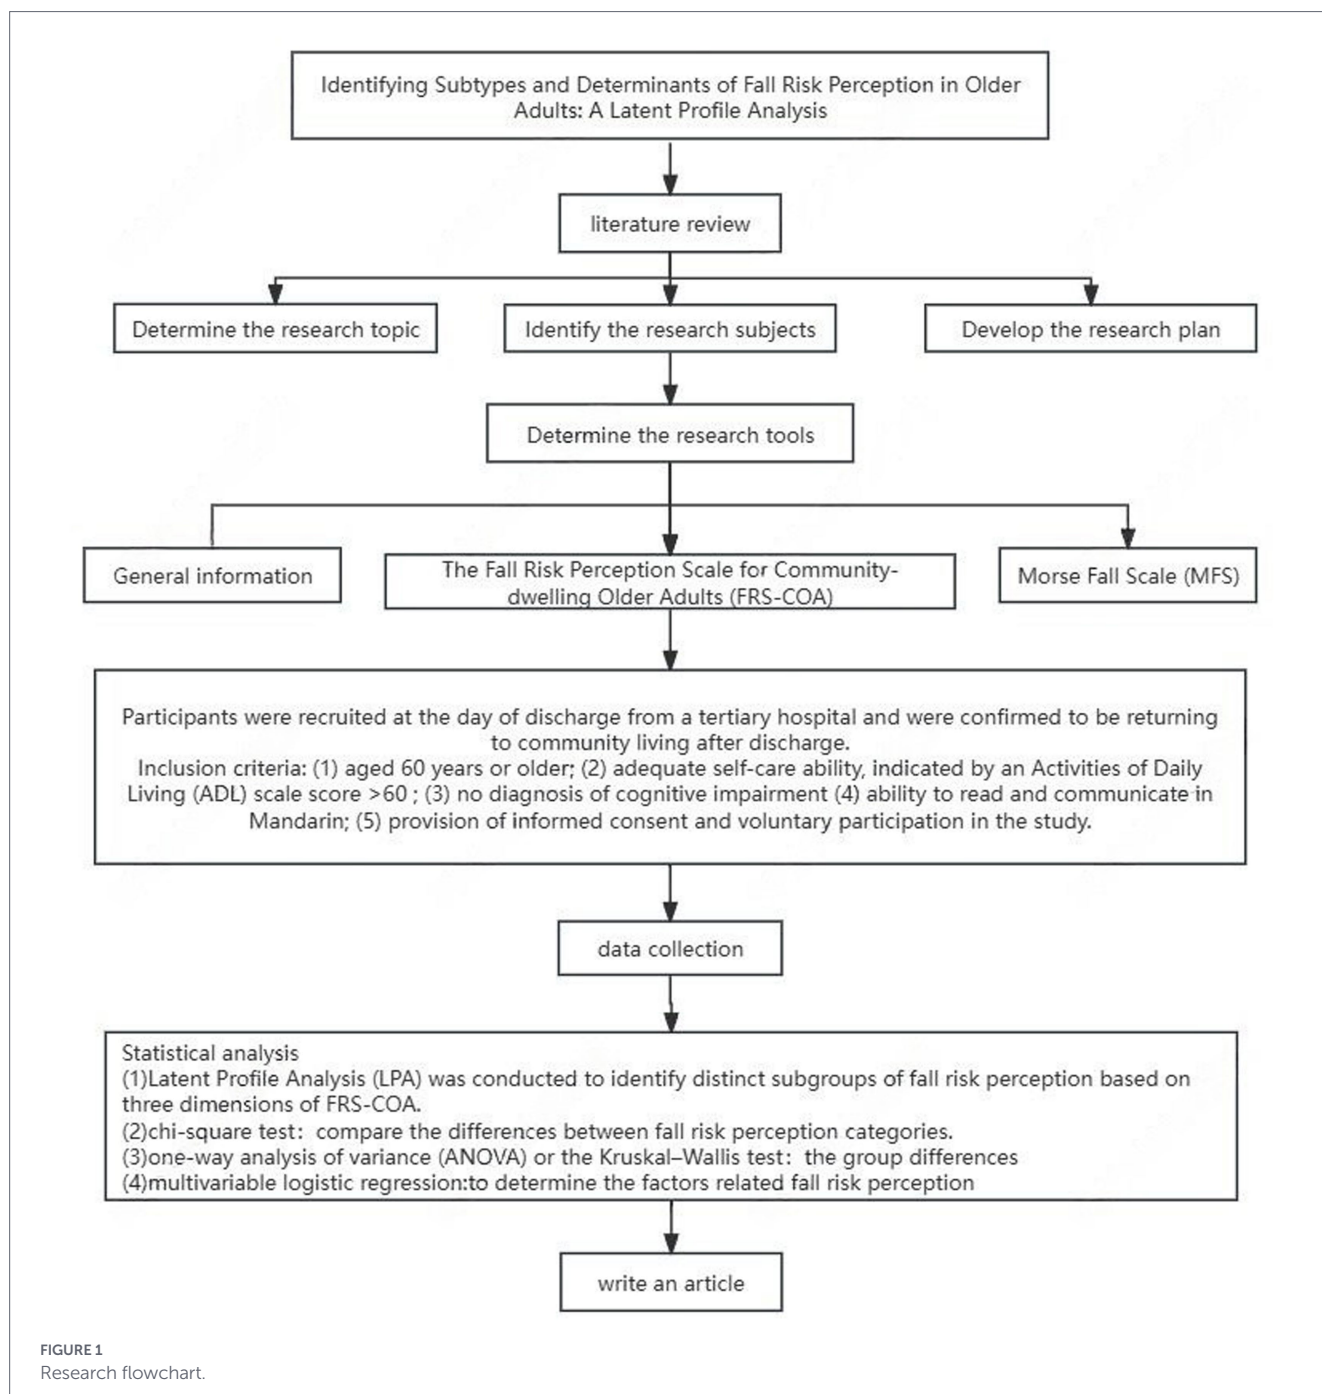 Identifying Subtypes and Determinants of Fall Risk Perception in Older
Adults: A Latent Profile Analysis
literature review
Determine the research topic
Identify the research subjects
Develop the research plan
Determine the research tools
General information
The Fall Risk Perception Scale for Community-
dwelling Older Adults (FRS-COA)
Morse Fall Scale (MFS)
Participants were recruited at the day of discharge from a tertiary hospital and were confirmed to be returning
to community living after discharge.
Inclusion criteria: (1) aged 60 years or older; (2) adequate self-care ability, indicated by an Activities of Daily
Living (ADL) scale score >60 ; (3) no diagnosis of cognitive impairment (4) ability to read and communicate in
Mandarin; (5) provision of informed consent and voluntary participation in the study.
data collection
Statistical analysis
(1)Latent Profile Analysis (LPA) was conducted to identify distinct subgroups of fall risk perception based on
three dimensions of FRS-COA.
(2)chi-square test: compare the differences between fall risk perception categories.
(3)one-way analysis of variance (ANOVA) or the Kruskal–Wallis test: the group differences
(4)multivariable logistic regression:to determine the factors related fall risk perception
write an article
FIGURE 1
Research flowchart.